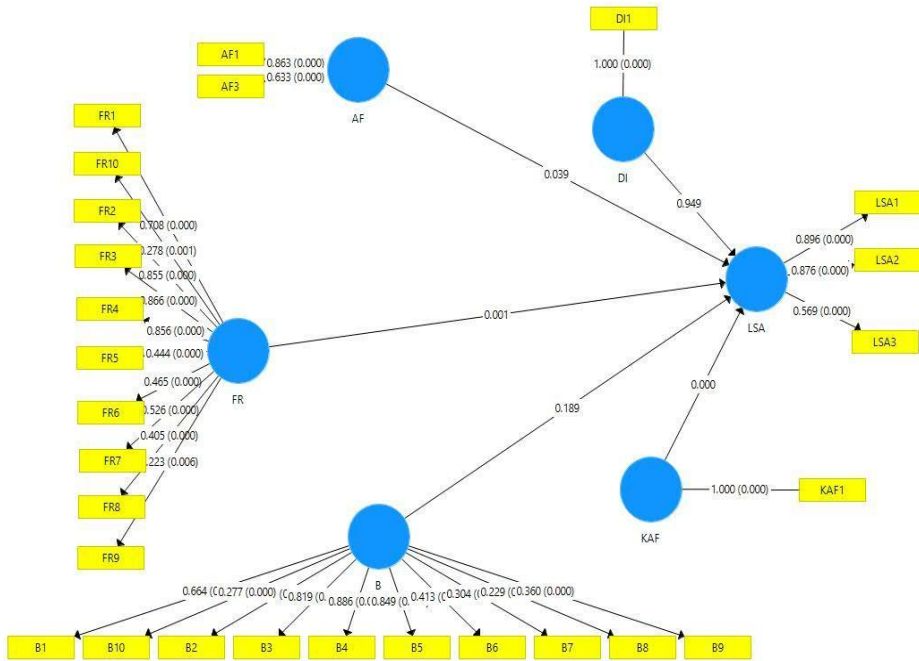 DI1
AF1
0.863 (0.000)
AF3
0.633 (0.000)
1.000 (0.000)
AF
DI
FR1
FR10
FR2
FR3
FR4
FR5
FR6
FR7
FR8
FR9
0.708 (0.000)
0.278 (0.001)
0.855 (0.000)
0.866 (0.000)
0.856 (0.000)
0.444 (0.000)
0.465 (0.000)
0.526 (0.000)
0.405 (0.000)
.223 (0.006)
FR
0.039
0.949
0.001
0.189
0.000
LSA
LSA1
0.896 (0.000)
LSA2
0.876 (0.000)
0.569 (0.000)
LSA3
KAF
1.000 (0.000)
KAF1
B
0.664
0.277 (0.000)
0.819
0.886
0.849
0.413
0.304
0.229
0.360 (0.000)
B1
B10
B2
B3
B4
B5
B6
B7
B8
B9